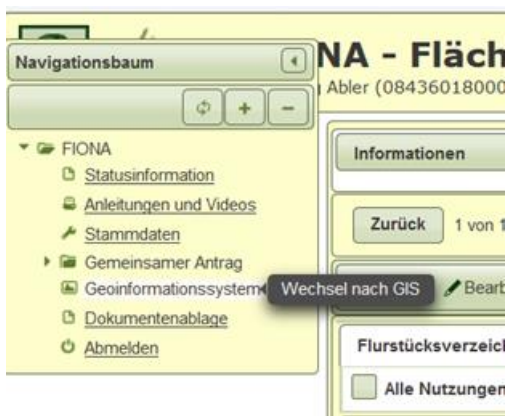 Navigationsbaum
NA - Fläch
Abler (08436018000
FIONA
Statusinformation
Anleitungen und Videos
Stammdaten
Gemeinsamer Antrag
Geoinformationssystem
Wechsel nach GIS
Dokumentenablage
Abmelden
Informationen
Zurück 1 von 1
Bearb
Flurstücksverzeic
Alle Nutzungen